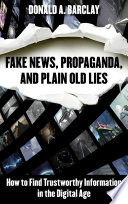 DONALD A. BARCLAY
FAKE NEWS, PROPAGANDA,
AND PLAIN OLD LIES
How to Find Trustworthy Information
in the Digital Age